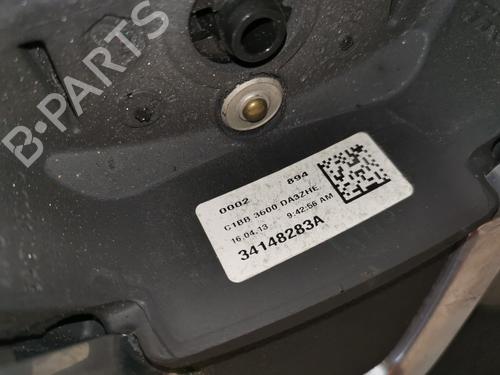 B-PARTS
0002 894
C1BB 3600 DA3ZHE
16.04.13 9:42:56 AM
34148283A